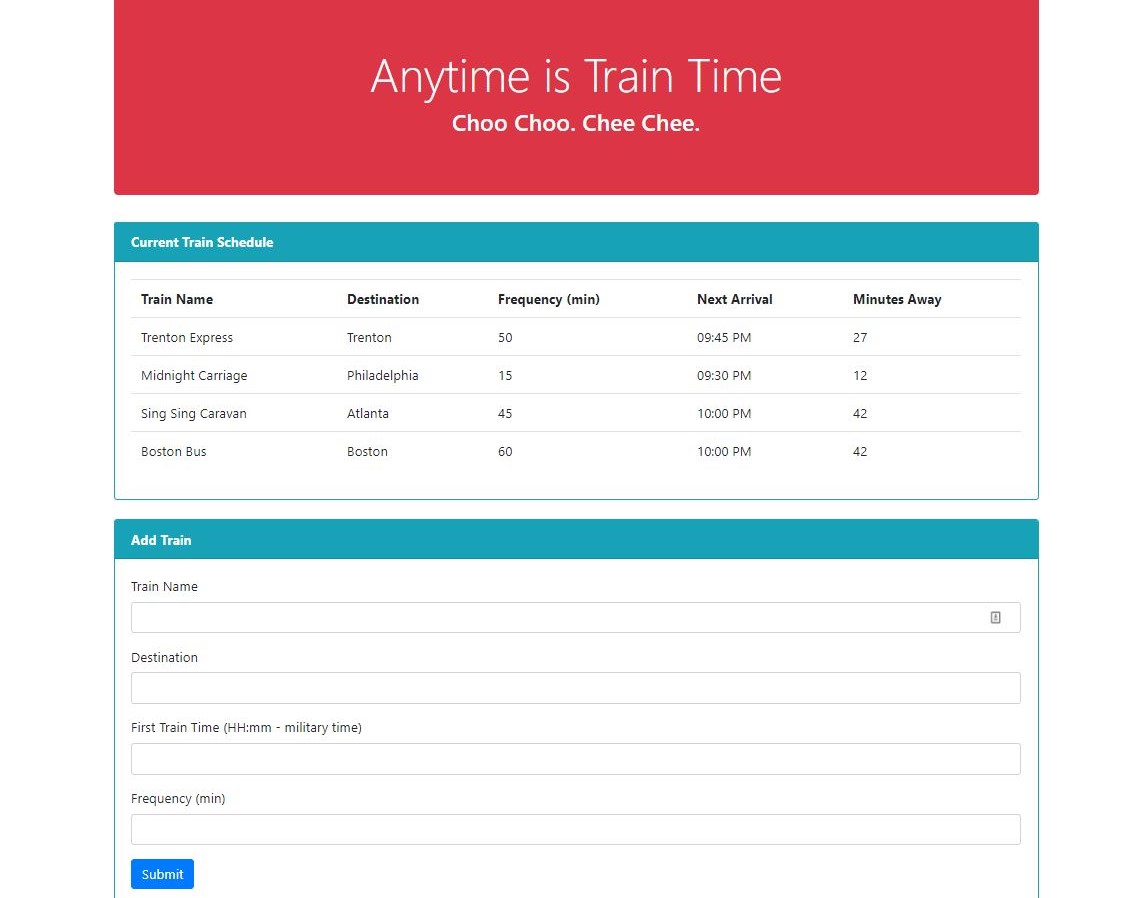 Anytime is Train Time
Choo Choo. Chee Chee.
Current Train Schedule
Train Name Destination Frequency (min) Next Arrival Minutes Away
Trenton Express Trenton 50 09:45 PM 27
Midnight Carriage Philadelphia 15 09:30 PM 12
Sing Sing Caravan Atlanta 45 10:00 PM 42
Boston Bus Boston 60 10:00 PM 42
Add Train
Train Name
Destination
First Train Time (HH:mm - military time)
Frequency (min)
Submit